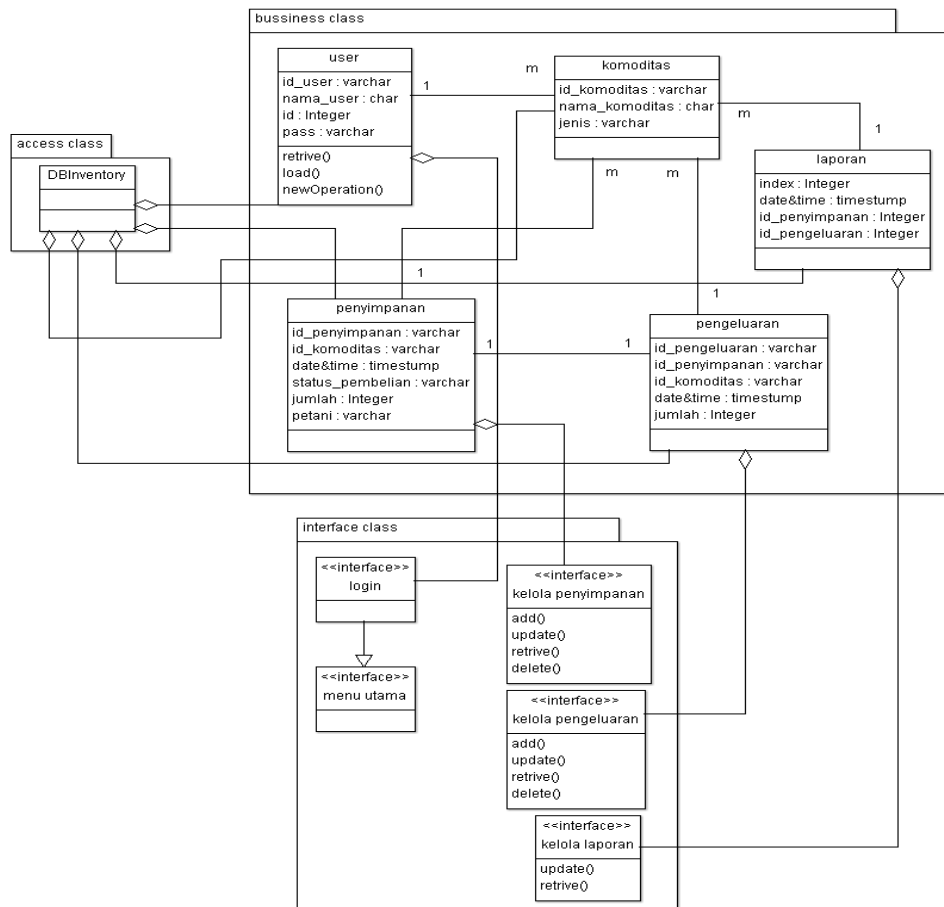 bussiness class
user
id_user : varchar
nama_user : char
id : Integer
pass : varchar
retrive()
load()
newOperation()
1
m
komoditas
id_komoditas : varchar
nama_komoditas : char
jenis : varchar
m
1
laporan
index : Integer
date&time : timestump
id_penyimpanan : Integer
id_pengeluaran : Integer
access class
DBInventory
m
m
1
1
penyimpanan
id_penyimpanan : varchar
id_komoditas : varchar
date&time : timestump
status_pembelian : varchar
jumlah : Integer
petani : varchar
1
1
pengeluaran
id_pengeluaran : varchar
id_penyimpanan : varchar
id_komoditas : varchar
date&time : timestump
jumlah : Integer
interface class
<<interface>>
login
<<interface>>
menu utama
<<interface>>
kelola penyimpanan
add()
update()
retrive()
delete()
<<interface>>
kelola pengeluaran
add()
update()
retrive()
delete()
<<interface>>
kelola laporan
update()
retrive()